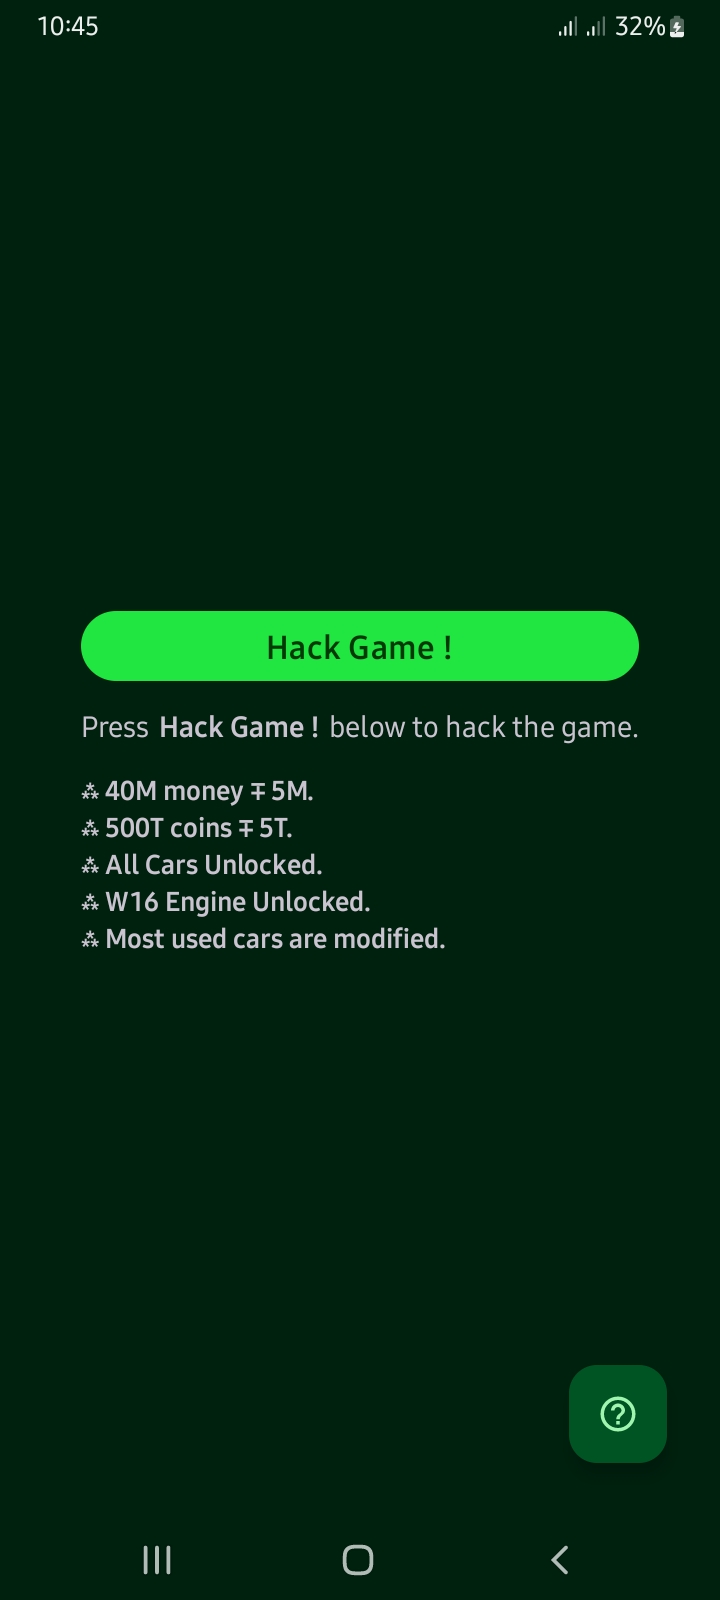 10:45 32%
Hack Game !
Press Hack Game ! below to hack the game.
⁂ 40M money ∓ 5M.
⁂ 500T coins ∓ 5T.
⁂ All Cars Unlocked.
⁂ W16 Engine Unlocked.
⁂ Most used cars are modified.
?